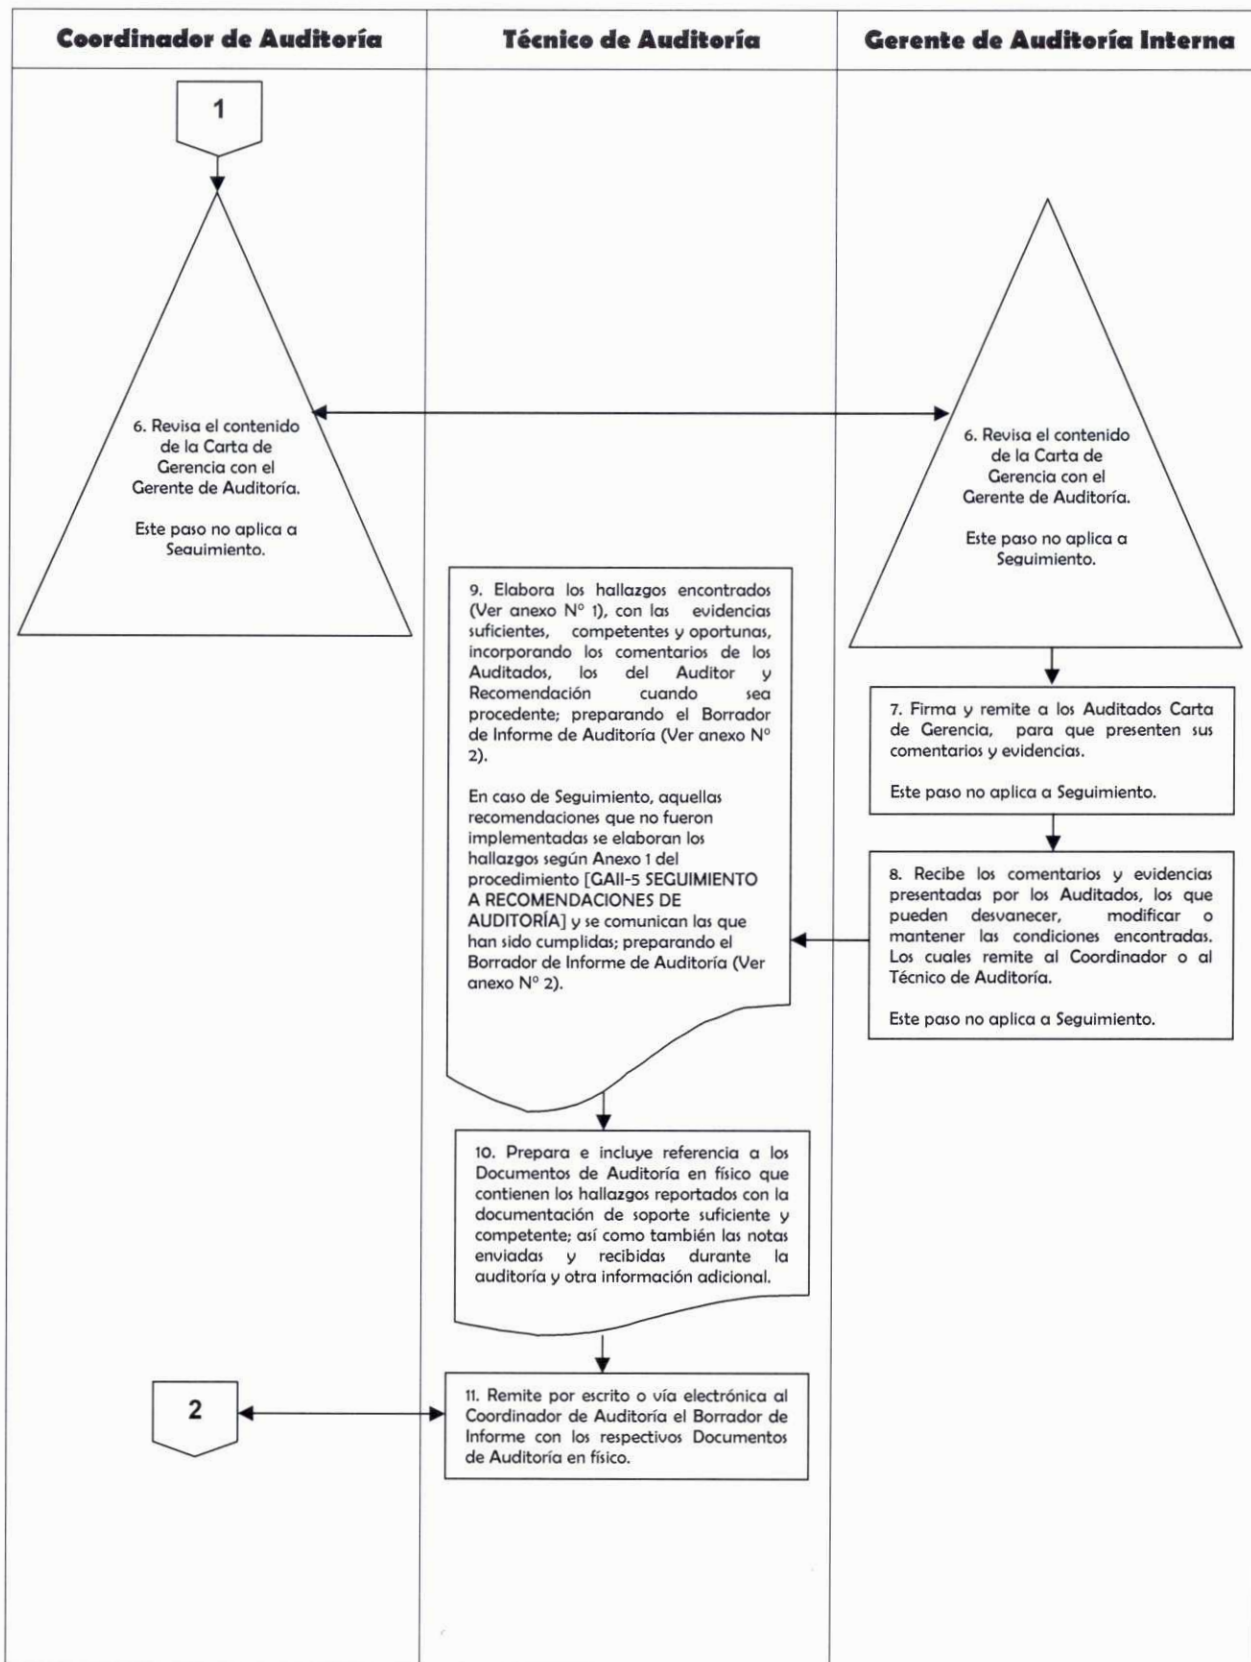 Coordinador de Auditoría
Técnico de Auditoría
Gerente de Auditoría Interna
1
6. Revisa el contenido
de la Carta de
Gerencia con el
Gerente de Auditoría.
Este paso no aplica a
Seguimiento.
6. Revisa el contenido
de la Carta de
Gerencia con el
Gerente de Auditoría.
Este paso no aplica a
Seguimiento.
7. Firma y remite a los Auditados Carta
de Gerencia, para que presenten sus
comentarios y evidencias.
Este paso no aplica a Seguimiento.
8. Recibe los comentarios y evidencias
presentadas por los Auditados, los que
pueden desvanecer, modificar o
mantener las condiciones encontradas.
Los cuales remite al Coordinador o al
Técnico de Auditoría.
Este paso no aplica a Seguimiento.
9. Elabora los hallazgos encontrados
(Ver anexo N° 1), con las evidencias
suficientes, competentes y oportunas,
incorporando los comentarios de los
Auditados, los del Auditor y
Recomendación cuando sea
procedente; preparando el Borrador
de Informe de Auditoría (Ver anexo N°
2).
En caso de Seguimiento, aquellas
recomendaciones que no fueron
implementadas se elaboran los
hallazgos según Anexo 1 del
procedimiento [GAII-5 SEGUIMIENTO
A RECOMENDACIONES DE
AUDITORÍA] y se comunican las que
han sido cumplidas; preparando el
Borrador de Informe de Auditoría (Ver
anexo N° 2).
10. Prepara e incluye referencia a los
Documentos de Auditoría en físico que
contienen los hallazgos reportados con la
documentación de soporte suficiente y
competente; así como también las notas
enviadas y recibidas durante la
auditoría y otra información adicional.
11. Remite por escrito o vía electrónica al
Coordinador de Auditoría el Borrador de
Informe con los respectivos Documentos
de Auditoría en físico.
2